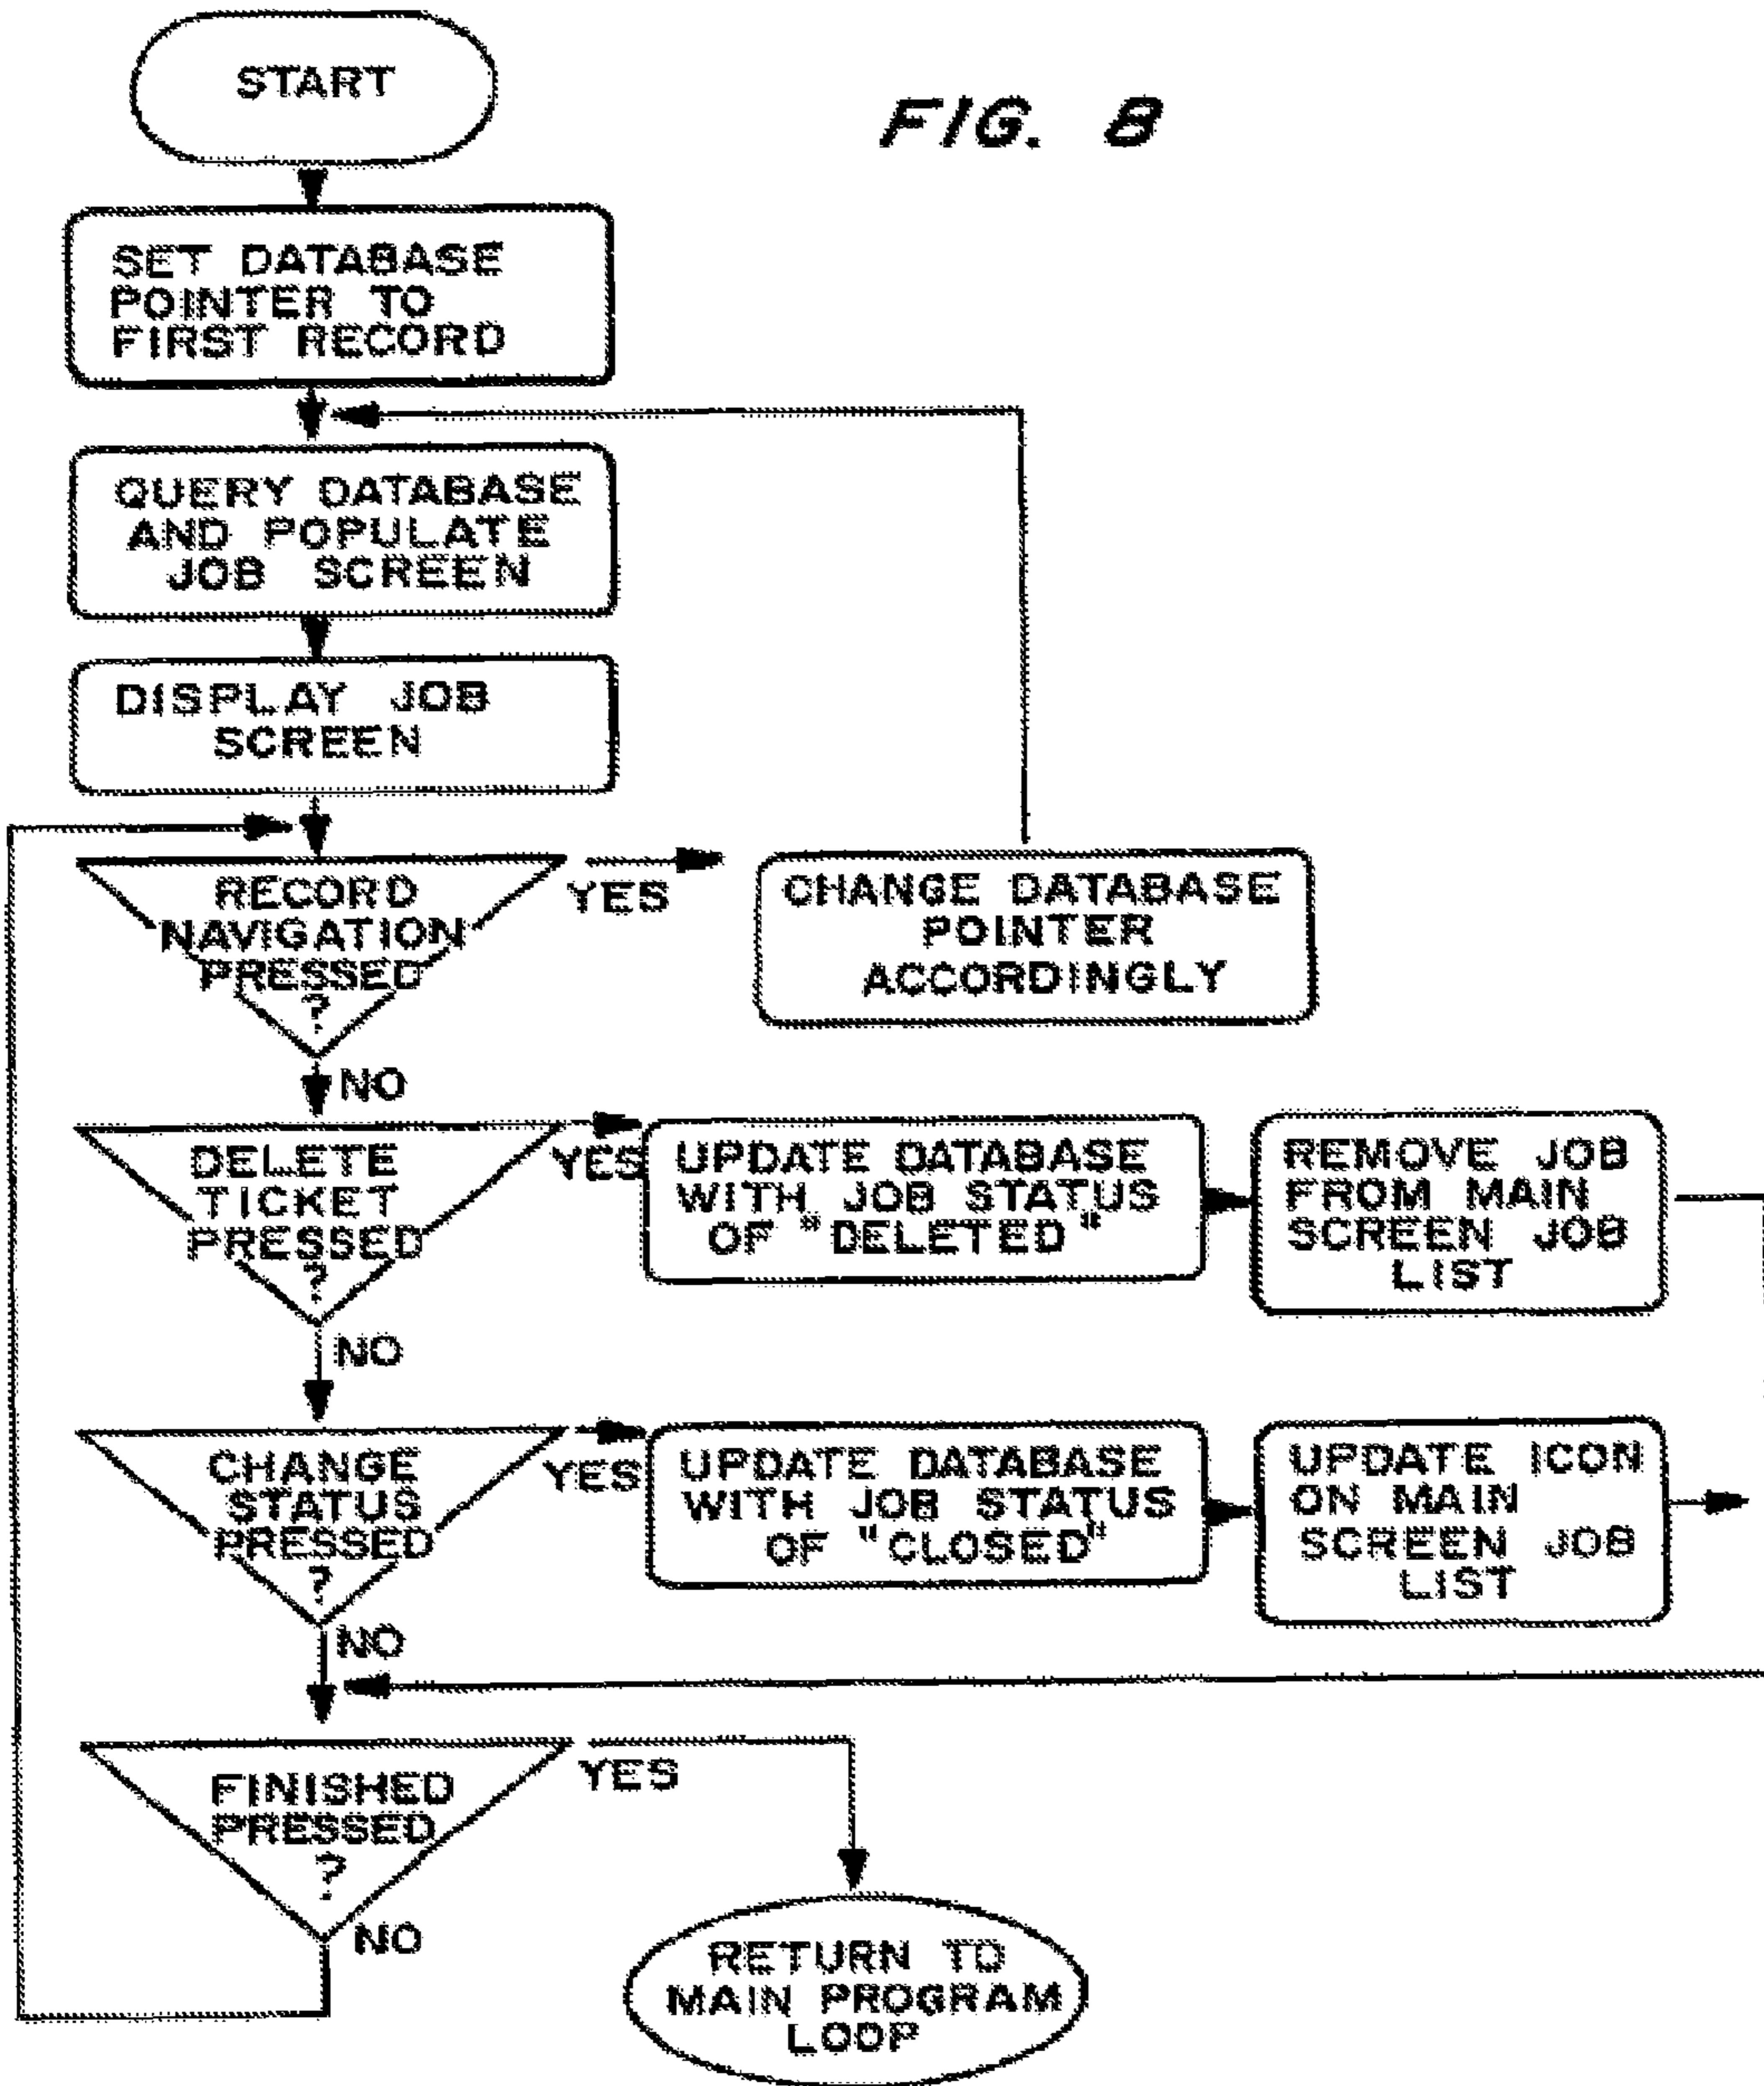 START
FIG. 8
SET DATABASE
POINTER TO
FIRST RECORD
QUERY DATABASE
AND POPULATE
JOB SCREEN
DISPLAY JOB
SCREEN
RECORD
NAVIGATION
PRESSED
?
YES
CHANGE DATABASE
POINTER
ACCORDINGLY
NO
DELETE
TICKET
PRESSED
?
YES
UPDATE DATABASE
WITH JOB STATUS
OF "DELETED"
REMOVE JOB
FROM MAIN
SCREEN JOB
LIST
NO
CHANGE
STATUS
PRESSED
?
YES
UPDATE DATABASE
WITH JOB STATUS
OF "CLOSED"
UPDATE ICON
ON MAIN
SCREEN JOB
LIST
NO
FINISHED
PRESSED
?
YES
NO
RETURN TO
MAIN PROGRAM
LOOP